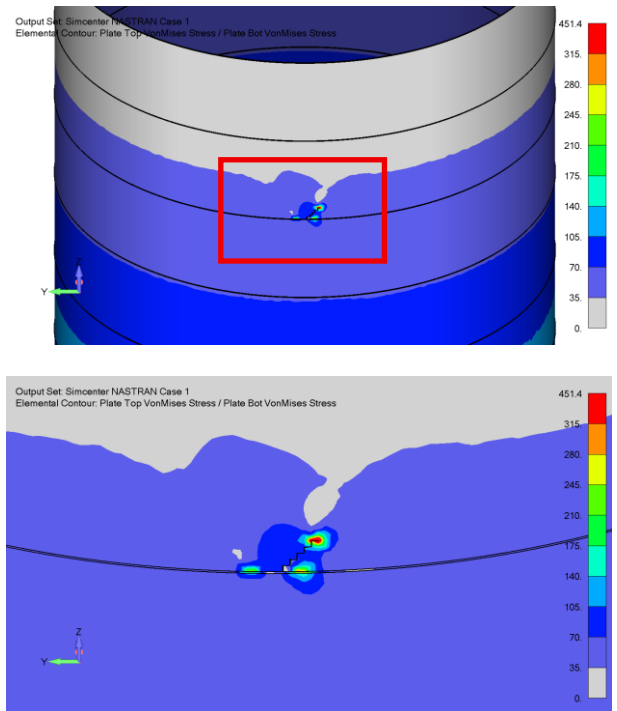 Output Set: Simcenter NASTRAN Case 1
Elemental Contour: Plate Top VonMises Stress / Plate Bot VonMises Stress
451.4
315.
280.
245.
210.
175.
140.
105.
70.
35.
0.
Z
Y
Output Set: Simcenter NASTRAN Case 1
Elemental Contour: Plate Top VonMises Stress / Plate Bot VonMises Stress
451.4
315.
280.
245.
210.
175.
140.
105.
70.
35.
0.
Z
Y